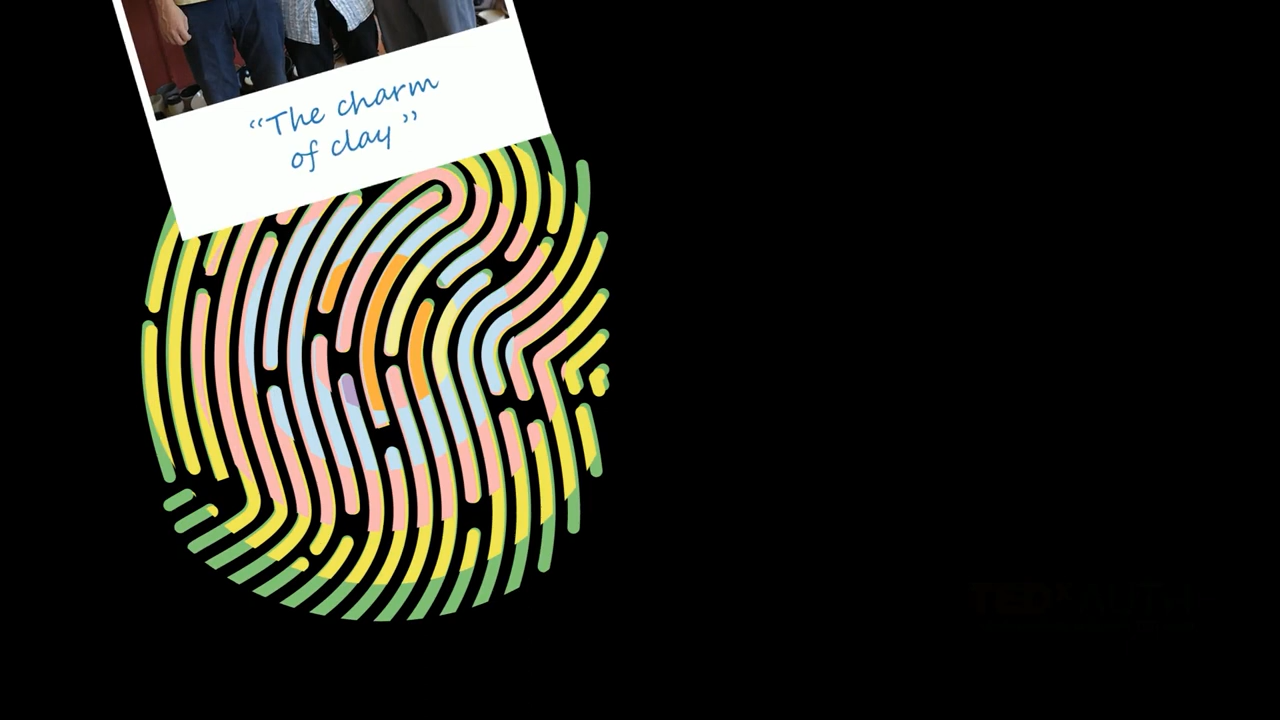 “The charm
of clay”